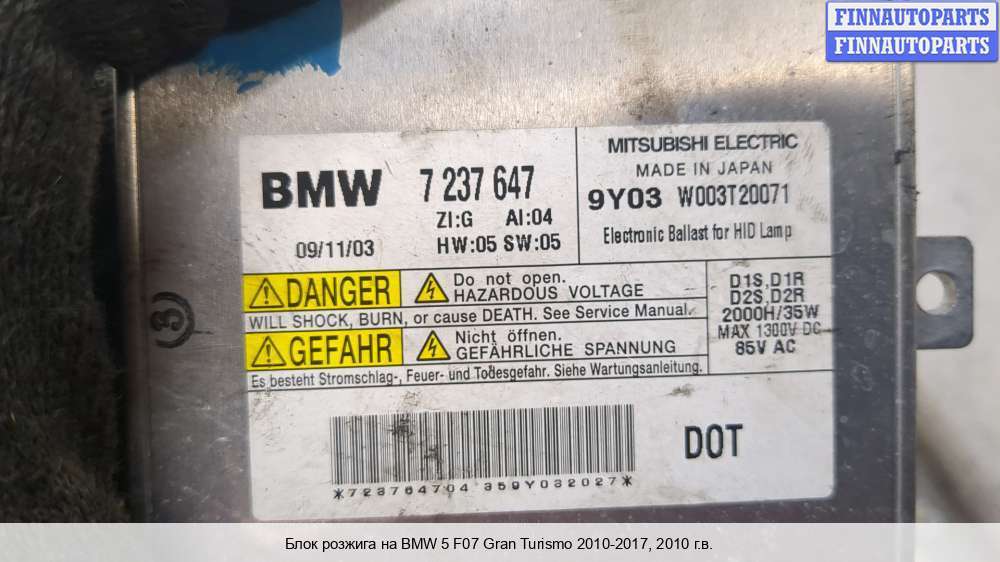 FINNAUTOPARTS
FINNAUTOPARTS
BMW 7 237 647
ZI:G AI:04
09/11/03 HW:05 SW:05
MITSUBISHI ELECTRIC
MADE IN JAPAN
9Y03 W003T20071
Electronic Ballast for HID Lamp
DANGER Do not open.
HAZARDOUS VOLTAGE
WILL SHOCK, BURN, or cause DEATH. See Service Manual.
GEFAHR Nicht öffnen.
GEFÄHRLICHE SPANNUNG
Es besteht Stromschlag-, Feuer- und Todesgefahr. Siehe Wartungsanleitung.
D1S,D1R
D2S,D2R
2000H/35W
MAX 1300V DC
85V AC
3
DOT
*723764704 359Y032027*
Блок розжига на BMW 5 F07 Gran Turismo 2010-2017, 2010 г.в.